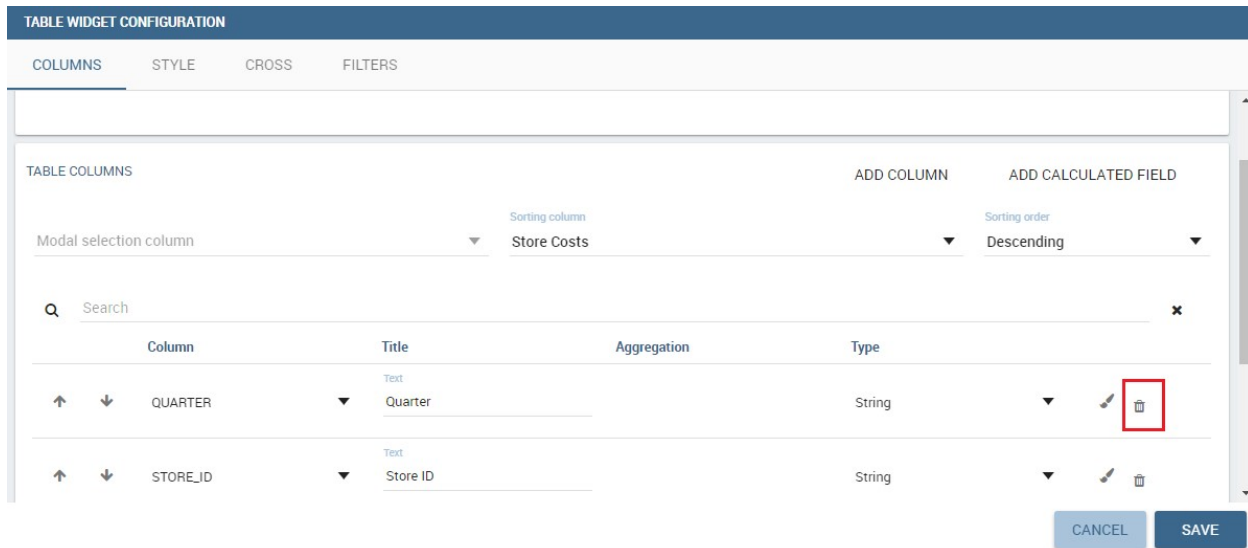 TABLE WIDGET CONFIGURATION
COLUMNS STYLE CROSS FILTERS
TABLE COLUMNS ADD COLUMN ADD CALCULATED FIELD
Sorting column Sorting order
Modal selection column Store Costs Descending
Search
Column Title Aggregation Type
Text
QUARTER Quarter String
Text
STORE_ID Store ID String
CANCEL SAVE